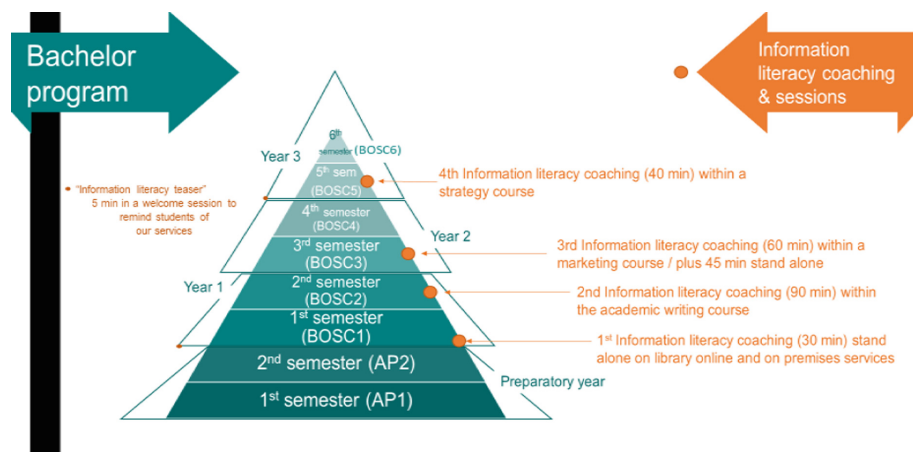 Bachelor
program
Information
literacy coaching
& sessions
6th
semester (BOSC6)
Year 3
5th sem
(BOSC5)
4th Information literacy coaching (40 min) within a
strategy course
"Information literacy teaser"
5 min in a welcome session to
remind students of
our services
4th semester
(BOSC4)
Year 2
3rd semester
(BOSC3)
3rd Information literacy coaching (60 min) within a
marketing course / plus 45 min stand alone
Year 1
2nd semester
(BOSC2)
2nd Information literacy coaching (90 min) within
the academic writing course
1st semester
(BOSC1)
1st Information literacy coaching (30 min) stand
alone on library online and on premises services
2nd semester (AP2)
Preparatory year
1st semester (AP1)